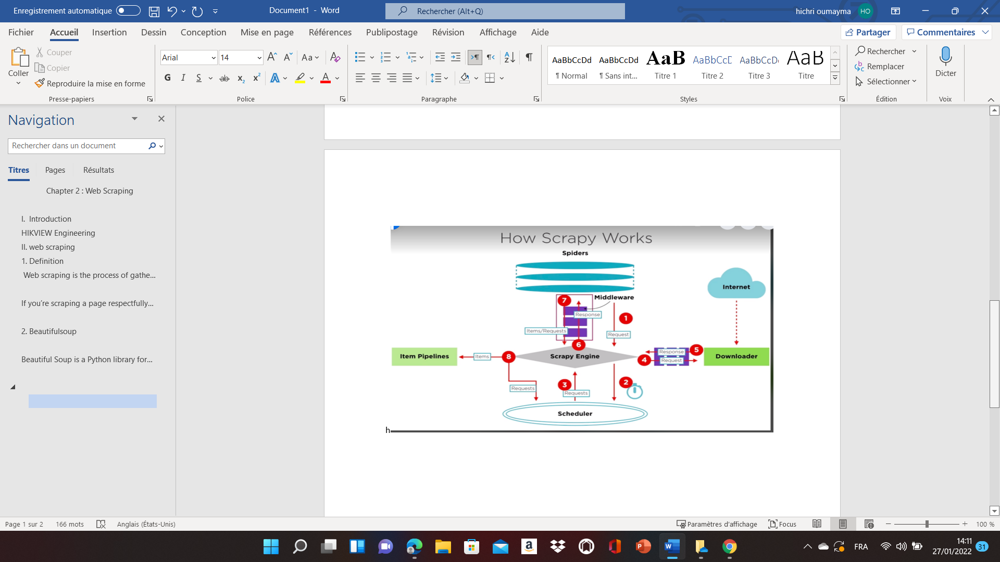 Enregistrement automatique
Document1 - Word
Rechercher (Alt+Q)
hichri oumayma
HO
Fichier Accueil Insertion Dessin Conception Mise en page Références Publipostage Révision Affichage Aide
Partager
Commentaires
Coller
Couper
Copier
Reproduire la mise en forme
Presse-papiers
Arial
14
Aa
G I S ab x₂ x² A A
Police
Paragraphe
AaBbCcDd AaBbCcDd AaB AaBbCcD AaBbCcD AaB
¶ Normal ¶ Sans int... Titre 1 Titre 2 Titre 3 Titre
Styles
Rechercher
Remplacer
Sélectionner
Édition
Dicter
Voix
Navigation
Rechercher dans un document
Titres Pages Résultats
Chapter 2 : Web Scraping
I. Introduction
HIKVIEW Engineering
II. web scraping
1. Definition
Web scraping is the process of gathe...
If you’re scraping a page respectfully...
2. Beautifulsoup
Beautiful Soup is a Python library for...
How Scrapy Works
Spiders
Internet
Middleware
7
Response
1
Items/Requests
Request
6
Item Pipelines
Items
8
Scrapy Engine
4
Response
Request
5
Downloader
Requests
3
Requests
2
Scheduler
h
Page 1 sur 2
166 mots
Anglais (États-Unis)
Paramètres d’affichage
Focus
100 %
FRA
14:11
27/01/2022
31